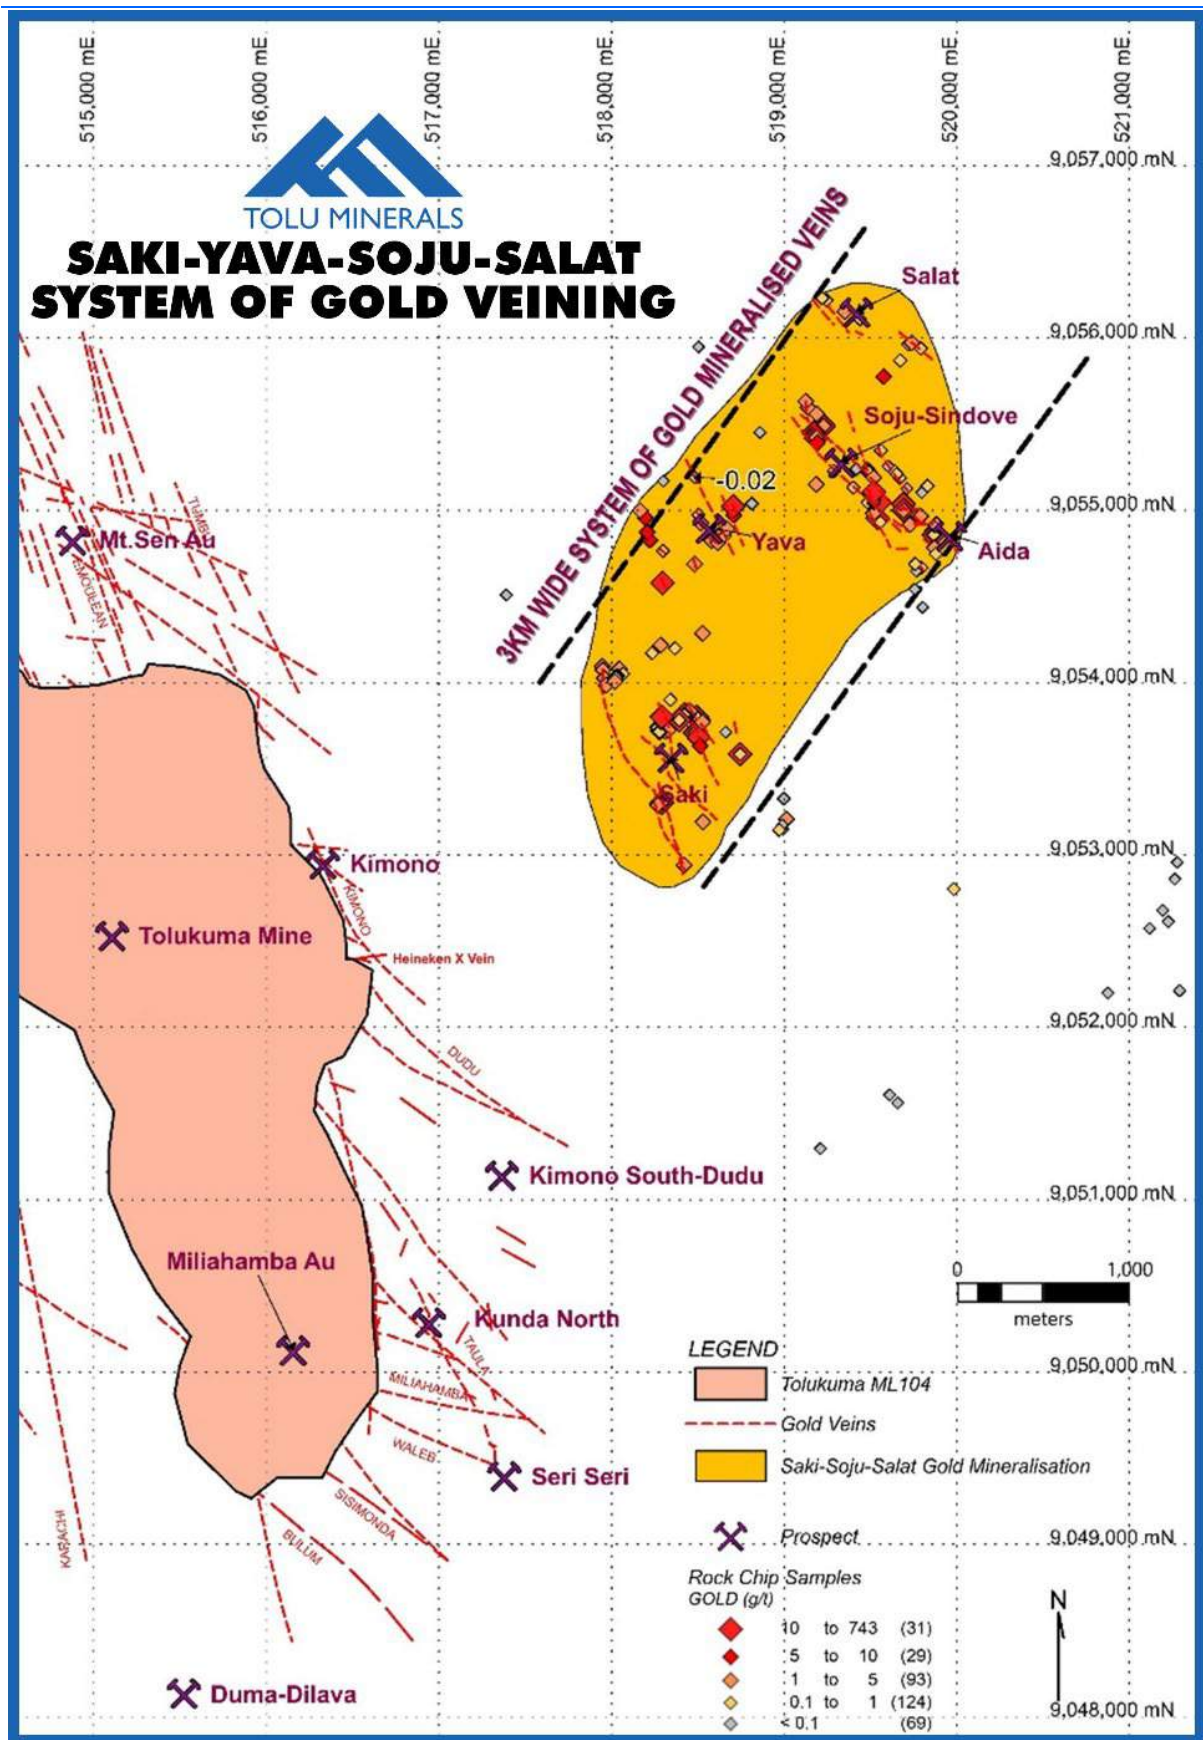 515,000 mE
516,000 mE
517,000 mE
518,000 mE
519,000 mE
520,000 mE
521,000 mE
9,057,000 mN
TOLU MINERALS
SAKI-YAVA-SOJU-SALAT
SYSTEM OF GOLD VEINING
3KM WIDE SYSTEM OF GOLD MINERALISED VEINS
Salat
9,056,000 mN
Soju-Sindove
-0.02
9,055,000 mN
Mt.Sen Au
Yava
Aida
9,054,000 mN
Saki
9,053,000 mN
Kimono
KIMONO
Tolukuma Mine
Heineken X Vein
9,052,000 mN
DUDU
Kimono South-Dudu
9,051,000 mN
Miliahamba Au
0 1,000
meters
Kunda North
TAULA
LEGEND
9,050,000 mN
Tolukuma ML104
MILIAHAMBA
Gold Veins
WALEB
Saki-Soju-Salat Gold Mineralisation
Seri Seri
SISIMONDA
KARACHI
BULUM
Prospect
9,049,000 mN
Rock Chip Samples
GOLD (g/t)
N
10 to 743 (31)
5 to 10 (29)
1 to 5 (93)
0.1 to 1 (124)
< 0.1 (69)
Duma-Dilava
9,048,000 mN